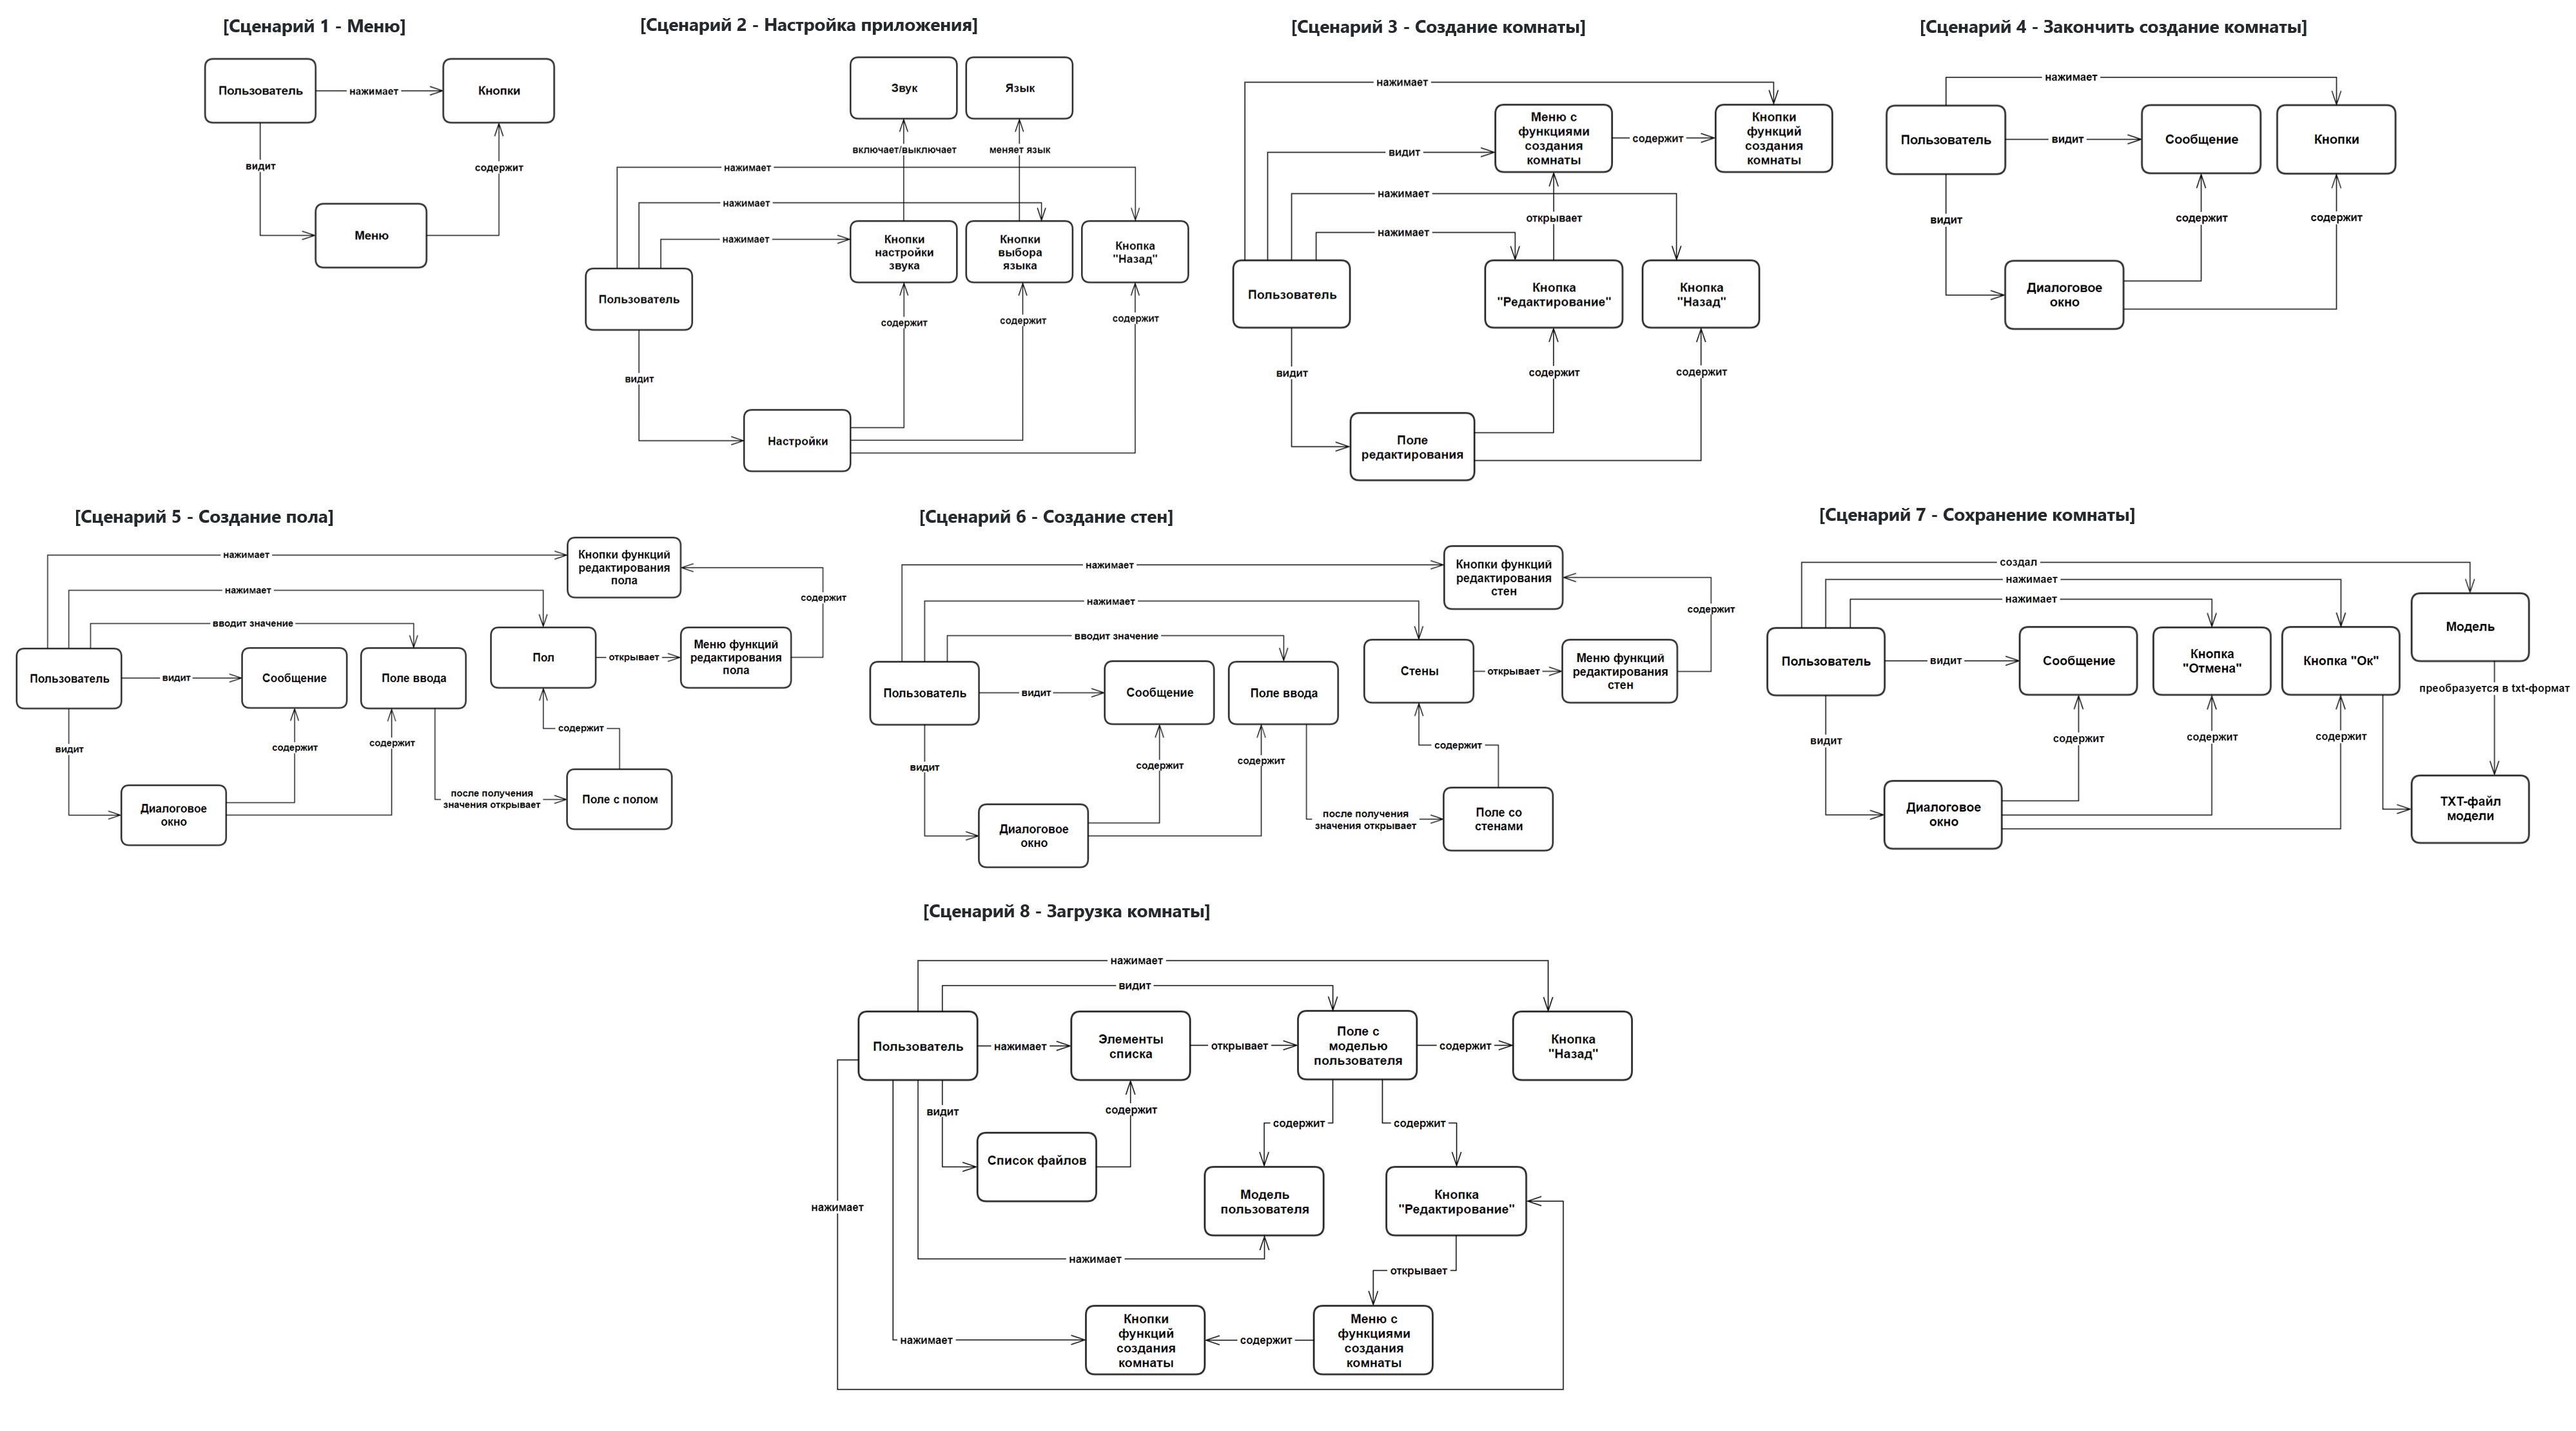 [Сценарий 1 - Меню]
Пользователь
нажимает
Кнопки
видит
содержит
Меню
[Сценарий 2 - Настройка приложения]
Звук
Язык
включает/выключает
меняет язык
нажимает
нажимает
нажимает
Кнопки
настройки
звука
Кнопки
выбора
языка
Кнопка
"Назад"
Пользователь
содержит
содержит
содержит
видит
Настройки
[Сценарий 3 - Создание комнаты]
нажимает
Меню с
функциями
создания
комнаты
содержит
Кнопки
функций
создания
комнаты
видит
нажимает
открывает
нажимает
Пользователь
Кнопка
"Редактирование"
Кнопка
"Назад"
видит
содержит
содержит
Поле
редактирования
[Сценарий 4 - Закончить создание комнаты]
нажимает
Пользователь
видит
Сообщение
Кнопки
видит
содержит
содержит
Диалоговое
окно
[Сценарий 5 - Создание пола]
нажимает
Кнопки функций
редактирования
пола
нажимает
содержит
вводит значение
Пользователь
видит
Сообщение
Поле ввода
Пол
открывает
Меню функций
редактирования
пола
содержит
видит
содержит
содержит
Диалоговое
окно
после получения
значения открывает
Поле с полом
[Сценарий 6 - Создание стен]
нажимает
Кнопки функций
редактирования
стен
нажимает
содержит
вводит значение
Пользователь
видит
Сообщение
Поле ввода
Стены
открывает
Меню функций
редактирования
стен
содержит
видит
содержит
содержит
Диалоговое
окно
после получения
значения открывает
Поле со
стенами
[Сценарий 7 - Сохранение комнаты]
создал
нажимает
нажимает
Модель
Пользователь
видит
Сообщение
Кнопка
"Отмена"
Кнопка "Ок"
преобразуется в txt-формат
видит
содержит
содержит
содержит
Диалоговое
окно
TXT-файл
модели
[Сценарий 8 - Загрузка комнаты]
нажимает
видит
Пользователь
нажимает
Элементы
списка
открывает
Поле с
моделью
пользователя
содержит
Кнопка
"Назад"
видит
содержит
содержит
содержит
Список файлов
Модель
пользователя
Кнопка
"Редактирование"
нажимает
нажимает
открывает
нажимает
Кнопки
функций
создания
комнаты
содержит
Меню с
функциями
создания
комнаты